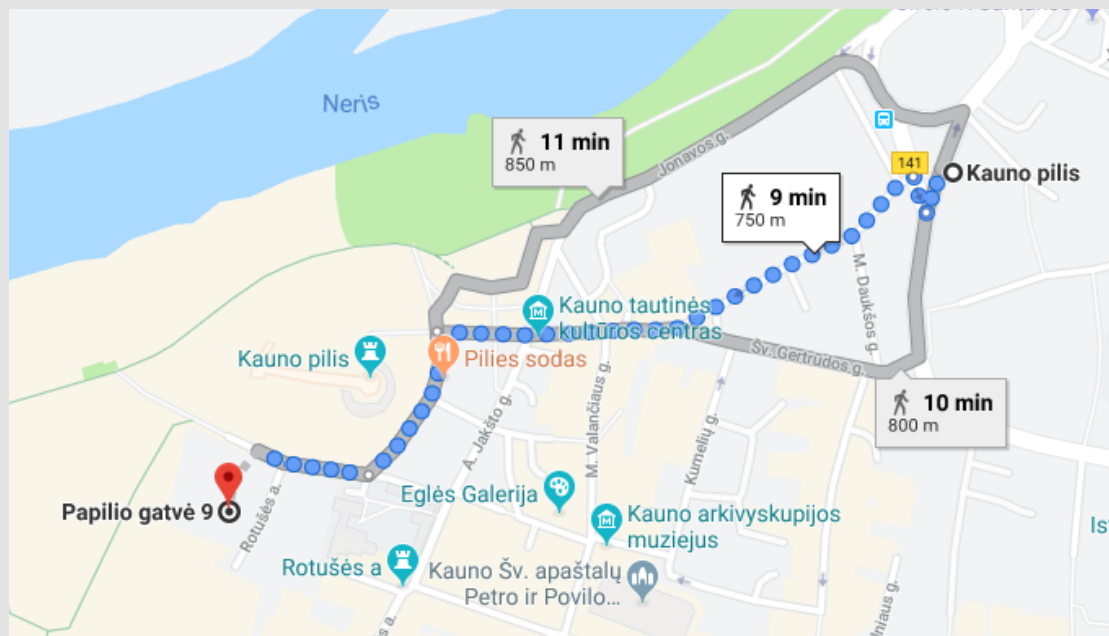 Neris
11 min
850 m
Jonavos g.
141
Kauno pilis
9 min
750 m
M. Daukšos g.
Kauno tautinės
kultūros centras
Kauno pilis
Pilies sodas
Šv. Gertrūdos g.
10 min
800 m
A. Jakšto g.
M. Valančiaus g.
Kumelių g.
Eglės Galerija
Papilio gatvė 9
Rotušės a.
Kauno arkivyskupijos
muziejus
Rotušės a
Kauno Šv. apaštalų
Petro ir Povilo...